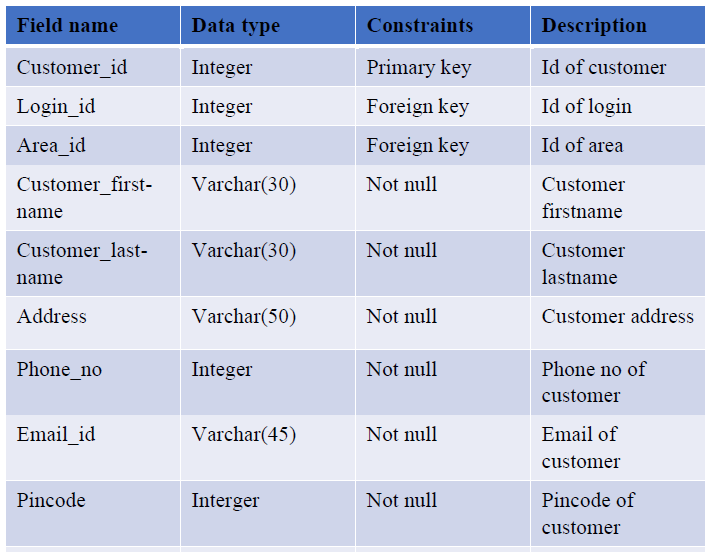 Field name Data type Constraints Description
Customer_id Integer Primary key Id of customer
Login_id Integer Foreign key Id of login
Area_id Integer Foreign key Id of area
Customer_first- Varchar(30) Not null Customer
name firstname
Customer_last- Varchar(30) Not null Customer
name lastname
Address Varchar(50) Not null Customer address
Phone_no Integer Not null Phone no of
customer
Email_id Varchar(45) Not null Email of
customer
Pincode Interger Not null Pincode of
customer